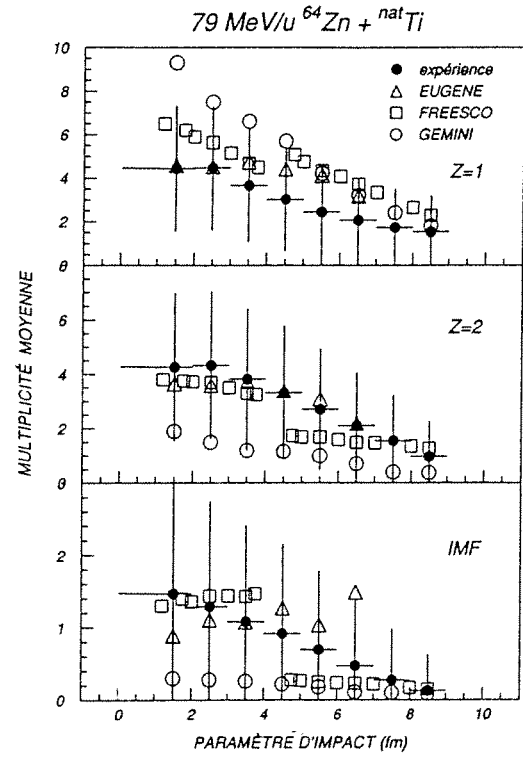 79 MeV/u ⁶⁴Zn + ⁿᵃᵗTi
10
expérience
EUGENE
8
FREESCO
GEMINI
6
Z=1
4
2
0
6
Z=2
4
2
0
IMF
2
1
0
0 2 4 6 8 10
MULTIPLICITÉ MOYENNE
PARAMÈTRE D'IMPACT (fm)